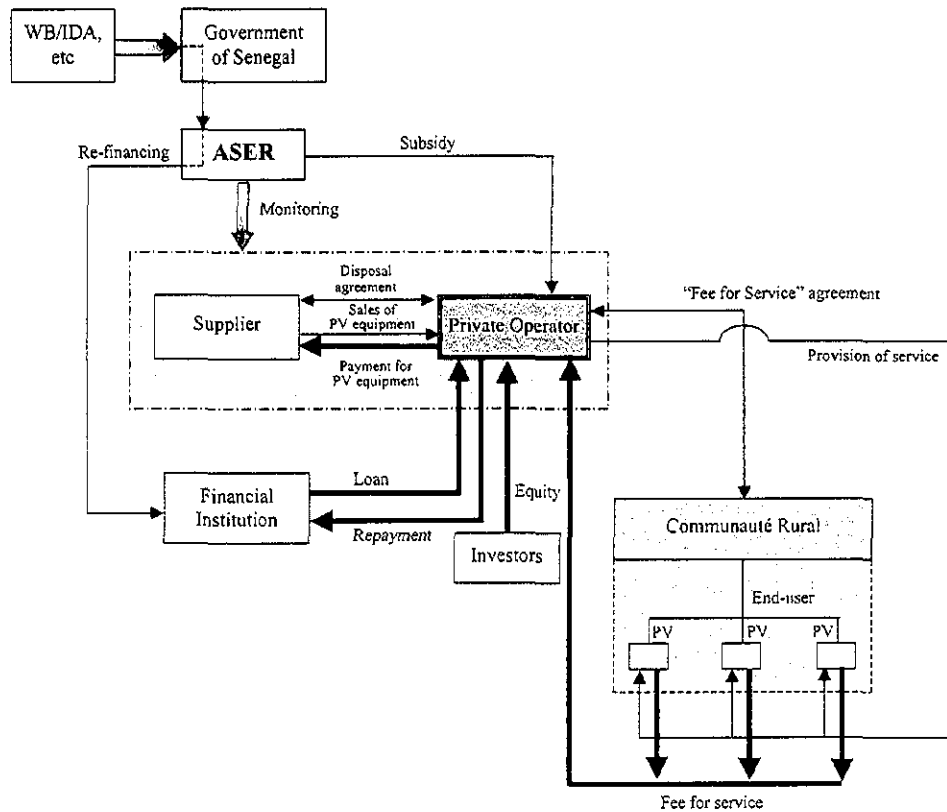 WB/IDA,
etc
Government
of Senegal
Re-financing
ASER
Subsidy
Monitoring
Disposal
agreement
Supplier
Sales of
PV equipment
Private Operator
Payment for
PV equipment
"Fee for Service" agreement
Provision of service
Financial
Institution
Loan
Repayment
Equity
Investors
Communauté Rural
End-user
PV
PV
PV
Fee for service